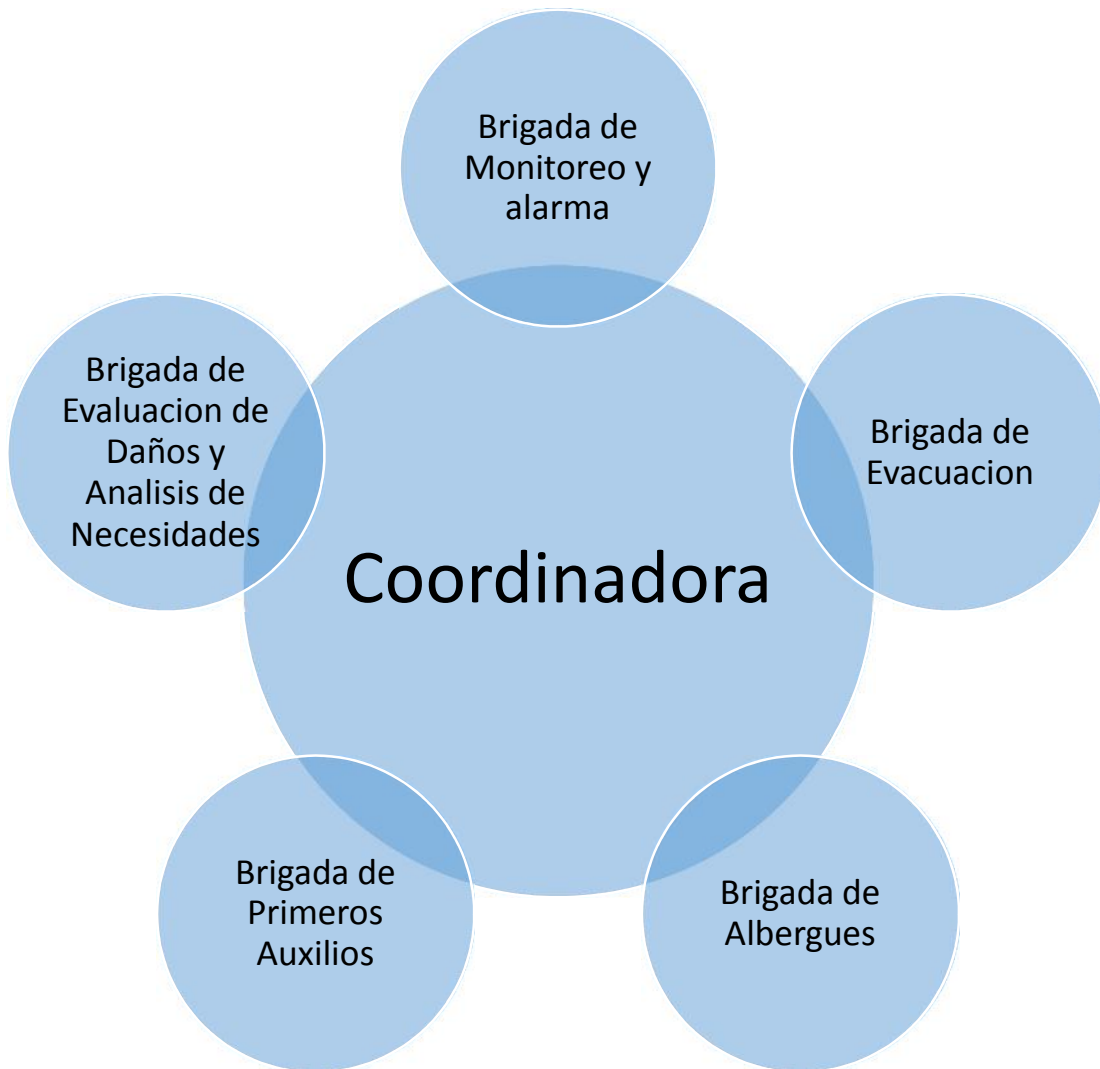 Brigada de
Monitoreo y
alarma
Brigada de
Evacuacion
Brigada de
Albergues
Brigada de
Primeros
Auxilios
Brigada de
Evaluacion de
Daños y
Analisis de
Necesidades
Coordinadora